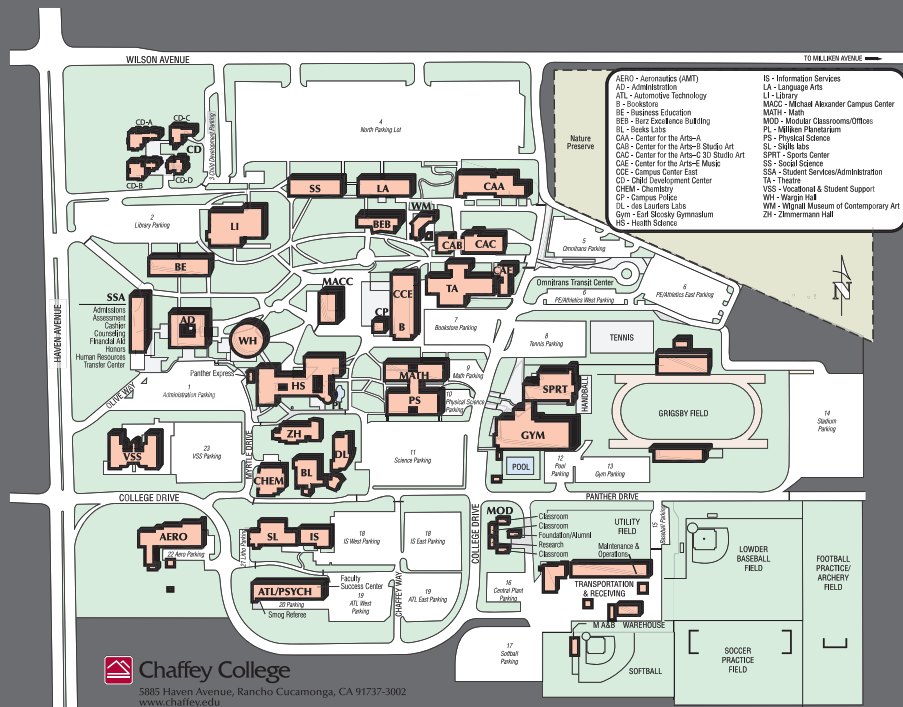 WILSON AVENUE
TO MILLIKEN AVENUE
AERO - Aeronautics (AMT)
AD - Administration
ATL - Automotive Technology
B - Bookstore
BE - Business Education
BEB - Berz Excellence Building
BL - Beeks Labs
CAA - Center for the Arts-A
CAB - Center for the Arts-B Studio Art
CAC - Center for the Arts-C 3D Studio Art
CAE - Center for the Arts-E Music
CCE - Campus Center East
CD - Child Development Center
CHEM - Chemistry
CP - Campus Police
DL - des Lauriers Labs
Gym - Earl Sicosky Gymnasium
HS - Health Science
IS - Information Services
LA - Language Arts
LI - Library
MACC - Michael Alexander Campus Center
MATH - Math
MOD - Modular Classrooms/Offices
PL - Milliken Planetarium
PS - Physical Science
SL - Skills labs
SPRT - Sports Center
SS - Social Science
SSA - Student Services/Administration
TA - Theatre
VSS - Vocational & Student Support
WH - Wargin Hall
WM - Wignall Museum of Contemporary Art
ZH - Zimmermann Hall
Nature
Preserve
N
CD-A
CD-C
CD
CD-B
CD-D
3 Child Development Parking
4
North Parking Lot
SS
LA
CAA
WM
BEB
CAB
CAC
2
Library Parking
LI
BE
5
Omnitrans Parking
Omnitrans Transit Center
6
PE/Athletics West Parking
6
PE/Athletics East Parking
CAE
TA
MACC
CCE
CP
B
7
Bookstore Parking
SSA
Admissions
Assessment
Cashier
Counseling
Financial Aid
Honors
Human Resources
Transfer Center
AD
WH
HAVEN AVENUE
8
Tennis Parking
TENNIS
Panther Express
OLIVE WAY
1
Administration Parking
HS
PL
MATH
9
Math Parking
PS
10
Physical Science
Parking
SPRT
HANDBALL
GYM
GRIGSBY FIELD
14
Stadium
Parking
VSS
23
VSS Parking
MYRTLE DRIVE
ZH
DL
BL
CHEM
11
Science Parking
POOL
12
Pool
Parking
13
Gym Parking
COLLEGE DRIVE
PANTHER DRIVE
COLLEGE DRIVE
AERO
22 Aero Parking
21 Litho Parking
SL
IS
18
IS West Parking
18
IS East Parking
MOD
Classroom
Classroom
Foundation/Alumni
Research
Classroom
UTILITY
FIELD
15
Baseball Parking
Maintenance &
Operations
LOWDER
BASEBALL
FIELD
FOOTBALL
PRACTICE/
ARCHERY
FIELD
ATL/PSYCH
20 Parking
Smog Referee
Faculty
Success Center
19
ATL West
Parking
CHAFFEY WAY
19
ATL East Parking
16
Central Plant
Parking
TRANSPORTATION
& RECEIVING
M A&B WAREHOUSE
17
Softball
Parking
SOFTBALL
SOCCER
PRACTICE
FIELD
Chaffey College
5885 Haven Avenue, Rancho Cucamonga, CA 91737-3002
www.chaffey.edu